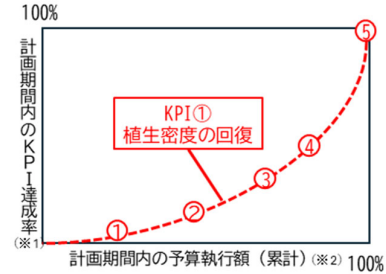 100%
計画期間内のKPI達成率
(※1)
KPI①
植生密度の回復
⑤
④
③
②
①
計画期間内の予算執行額（累計）(※2)
100%